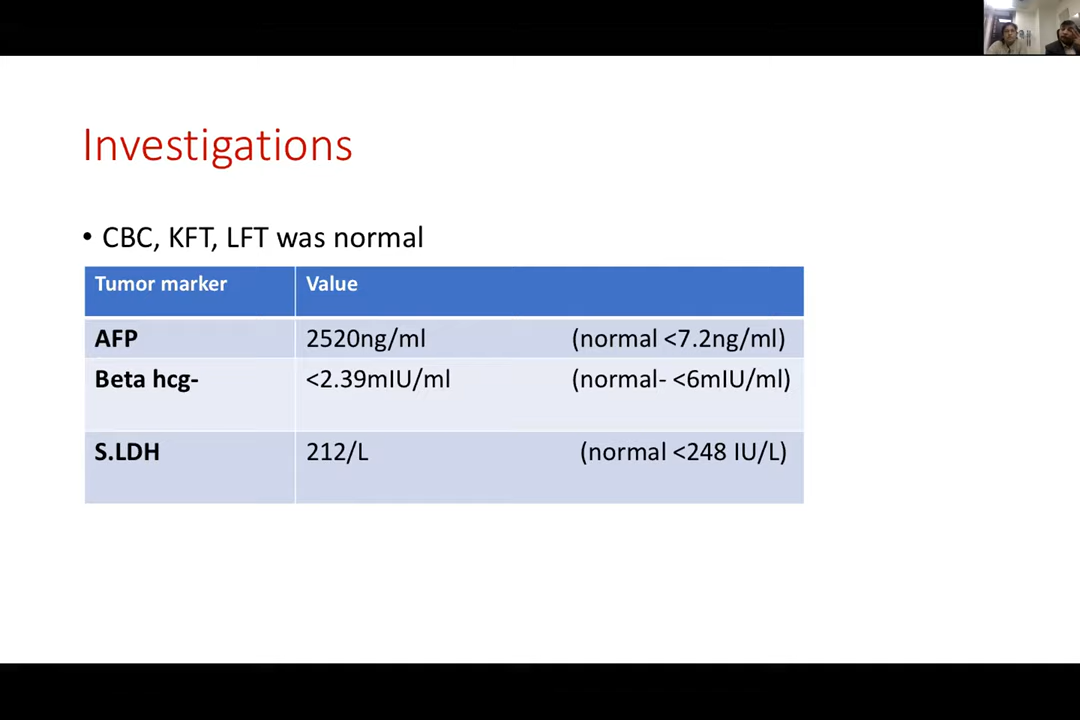 Investigations
• CBC, KFT, LFT was normal
Tumor marker Value
AFP 2520ng/ml (normal <7.2ng/ml)
Beta hcg- <2.39mIU/ml (normal- <6mIU/ml)
S.LDH 212/L (normal <248 IU/L)